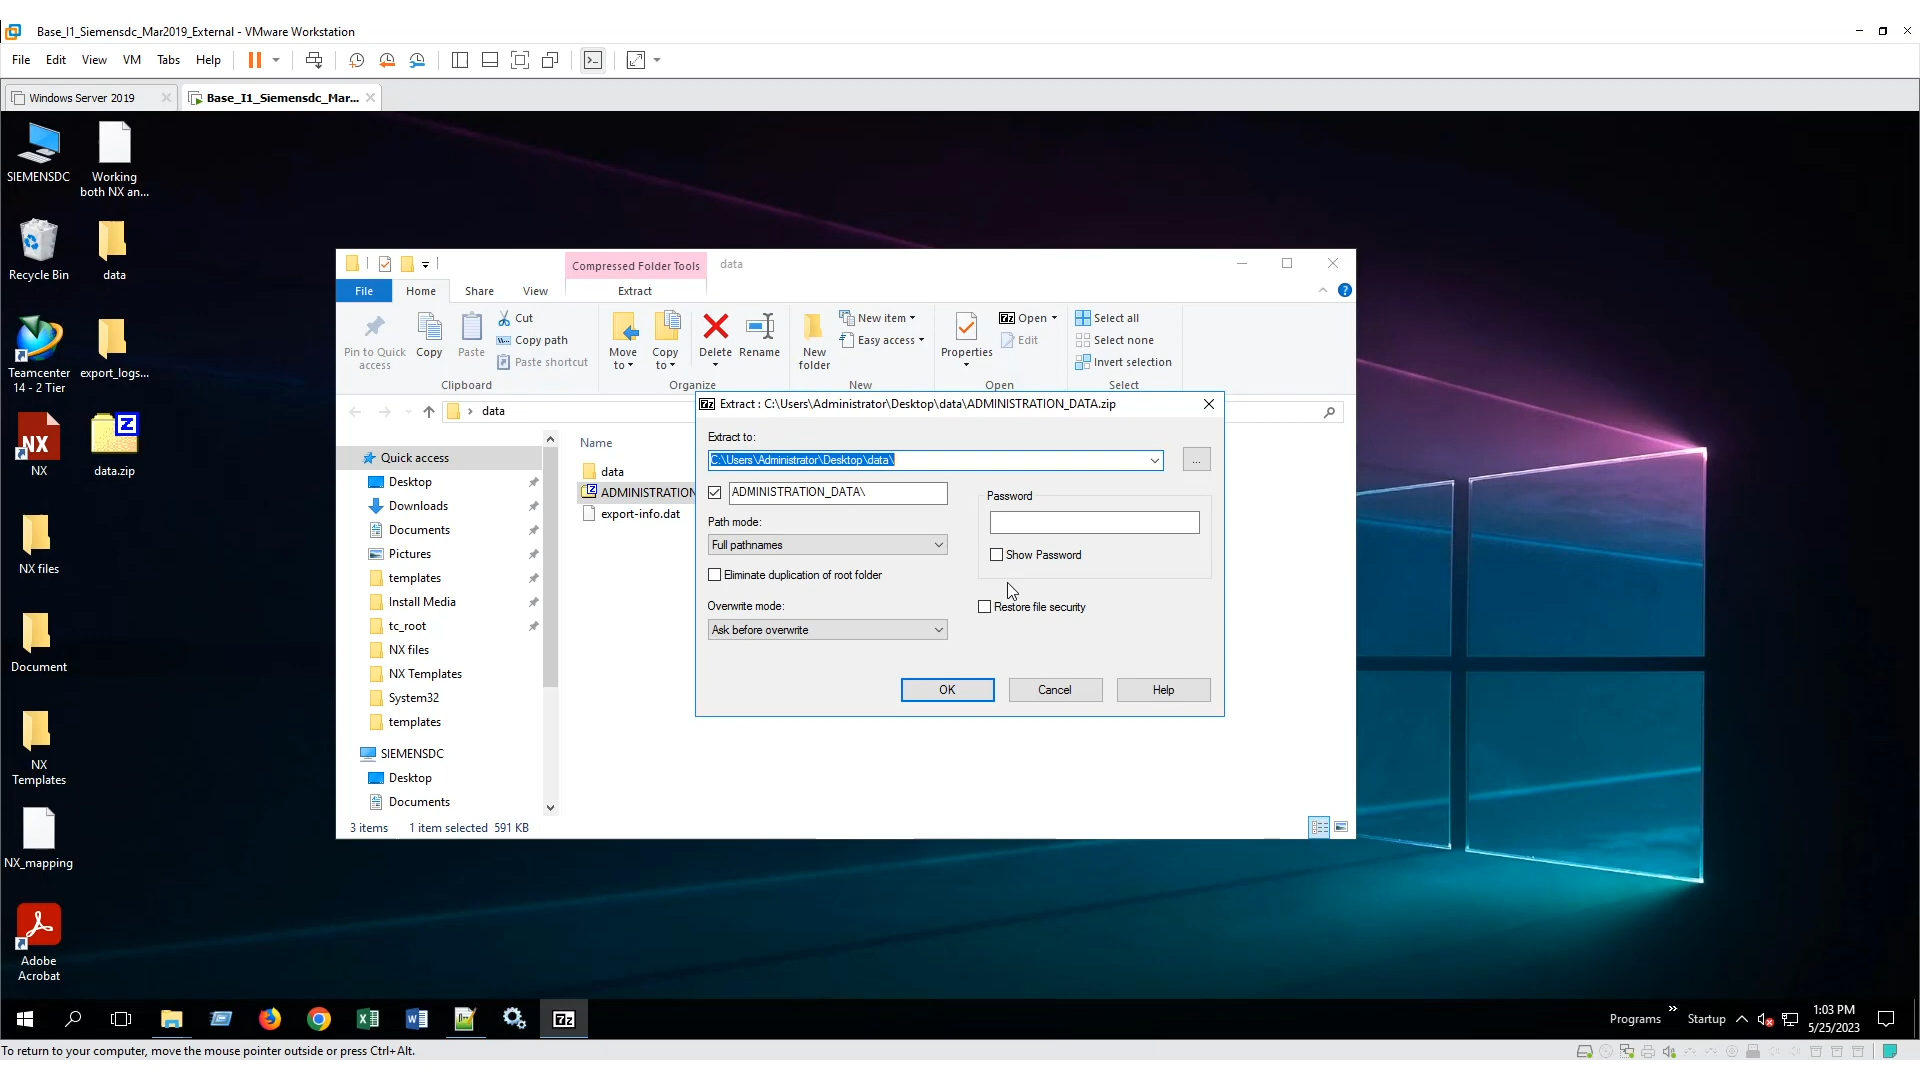 Base_I1_Siemensdc_Mar2019_External - VMware Workstation
File Edit View VM Tabs Help
Windows Server 2019
Base_I1_Siemensdc_Mar...
SIEMENSDC
Working both NX an...
Recycle Bin
data
Teamcenter 14 - 2 Tier
export_logs...
NX
data.zip
NX files
Document
NX Templates
NX_mapping
Adobe Acrobat
Compressed Folder Tools
data
File Home Share View Extract
Pin to Quick access
Copy
Paste
Cut
Copy path
Paste shortcut
Clipboard
Move to
Copy to
Delete
Rename
Organize
New folder
New item
Easy access
New
Properties
Open
Edit
Open
Select all
Select none
Invert selection
Select
data
Quick access
Desktop
Downloads
Documents
Pictures
templates
Install Media
tc_root
NX files
NX Templates
System32
templates
SIEMENSDC
Desktop
Documents
Name
data
ADMINISTRATION
export-info.dat
3 items 1 item selected 591 KB
Extract : C:\Users\Administrator\Desktop\data\ADMINISTRATION_DATA.zip
Extract to:
C:\Users\Administrator\Desktop\data\
...
ADMINISTRATION_DATA\
Path mode:
Full pathnames
Eliminate duplication of root folder
Overwrite mode:
Ask before overwrite
Password
Show Password
Restore file security
OK
Cancel
Help
Programs
Startup
1:03 PM
5/25/2023
To return to your computer, move the mouse pointer outside or press Ctrl+Alt.